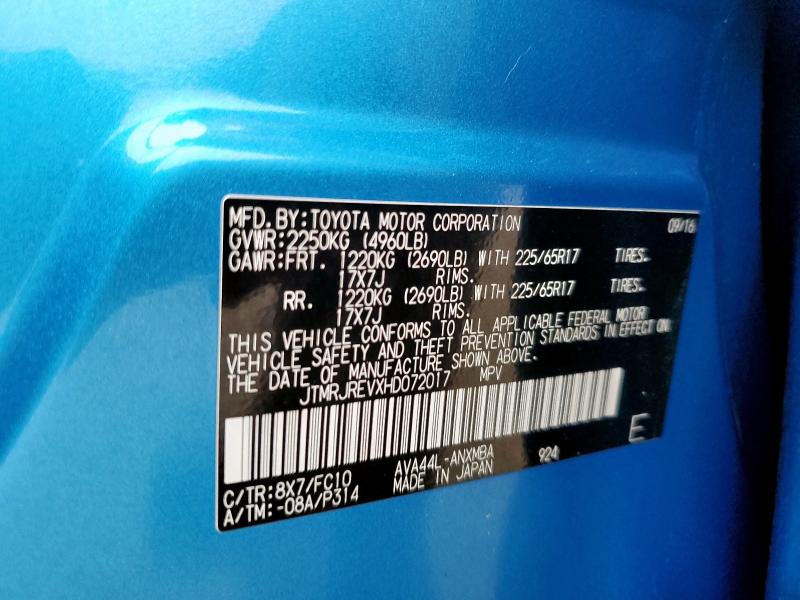 MFD. BY: TOYOTA MOTOR CORPORATION 09/16
GVWR: 2250KG (4960LB)
GAWR: FRT. 1220KG (2690LB) WITH 225/65R17 TIRES.
17X7J RIMS.
RR. 1220KG (2690LB) WITH 225/65R17 TIRES.
17X7J RIMS.
THIS VEHICLE CONFORMS TO ALL APPLICABLE FEDERAL MOTOR
VEHICLE SAFETY AND THEFT PREVENTION STANDARDS IN EFFECT ON
THE DATE OF MANUFACTURE SHOWN ABOVE.
JTMRJREVXHD072017 MPV
E
C/TR: 8X7/FC10 AVA44L-ANXMBA 924
A/TM: -08A/P314 MADE IN JAPAN